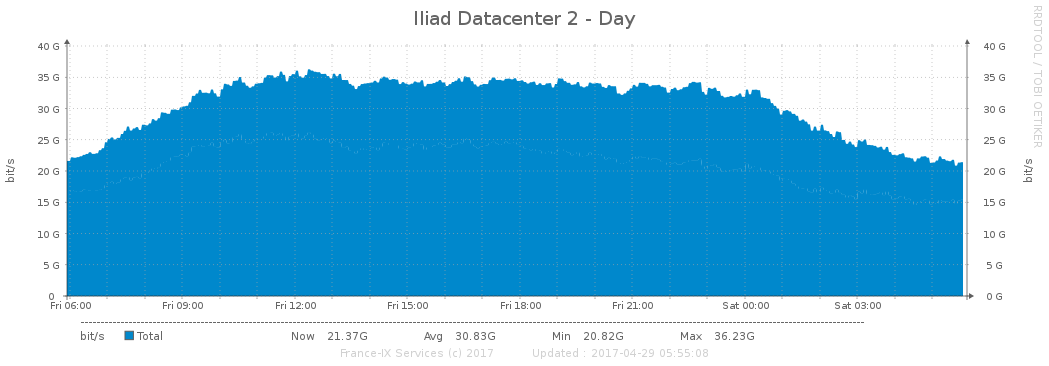 Iliad Datacenter 2 - Day
RRDTOOL / TOBI OETIKER
40 G 40 G
35 G 35 G
30 G 30 G
25 G 25 G
20 G 20 G
15 G 15 G
10 G 10 G
5 G 5 G
0 0 G
bit/s bit/s
Fri 06:00 Fri 09:00 Fri 12:00 Fri 15:00 Fri 18:00 Fri 21:00 Sat 00:00 Sat 03:00
bit/s Total Now 21.37G Avg 30.83G Min 20.82G Max 36.23G
France-IX Services (c) 2017 Updated : 2017-04-29 05:55:08